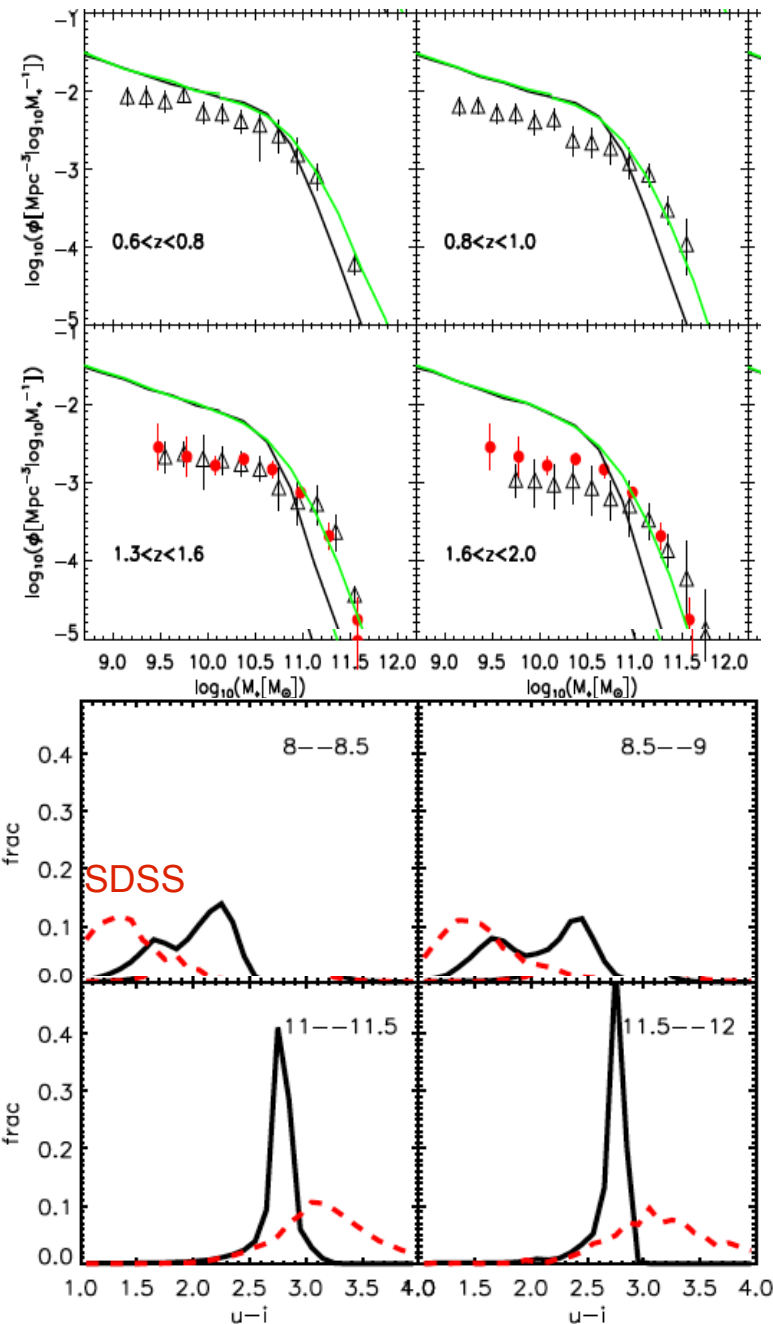 −1
−2
−3
−4
−5
log₁₀(ϕ[Mpc⁻³log₁₀M⁎⁻¹])
0.6<z<0.8
0.8<z<1.0
−1
−2
−3
−4
−5
log₁₀(ϕ[Mpc⁻³log₁₀M⁎⁻¹])
1.3<z<1.6
1.6<z<2.0
9.0 9.5 10.0 10.5 11.0 11.5 12.0
9.0 9.5 10.0 10.5 11.0 11.5 12.0
log₁₀(M⁎[M☉])
log₁₀(M⁎[M☉])
8−−8.5
8.5−−9
0.4
0.3
0.2
0.1
0.0
frac
SDSS
11−−11.5
11.5−−12
0.4
0.3
0.2
0.1
0.0
frac
1.0 1.5 2.0 2.5 3.0 3.5 4.0
1.0 1.5 2.0 2.5 3.0 3.5 4.0
u−i
u−i